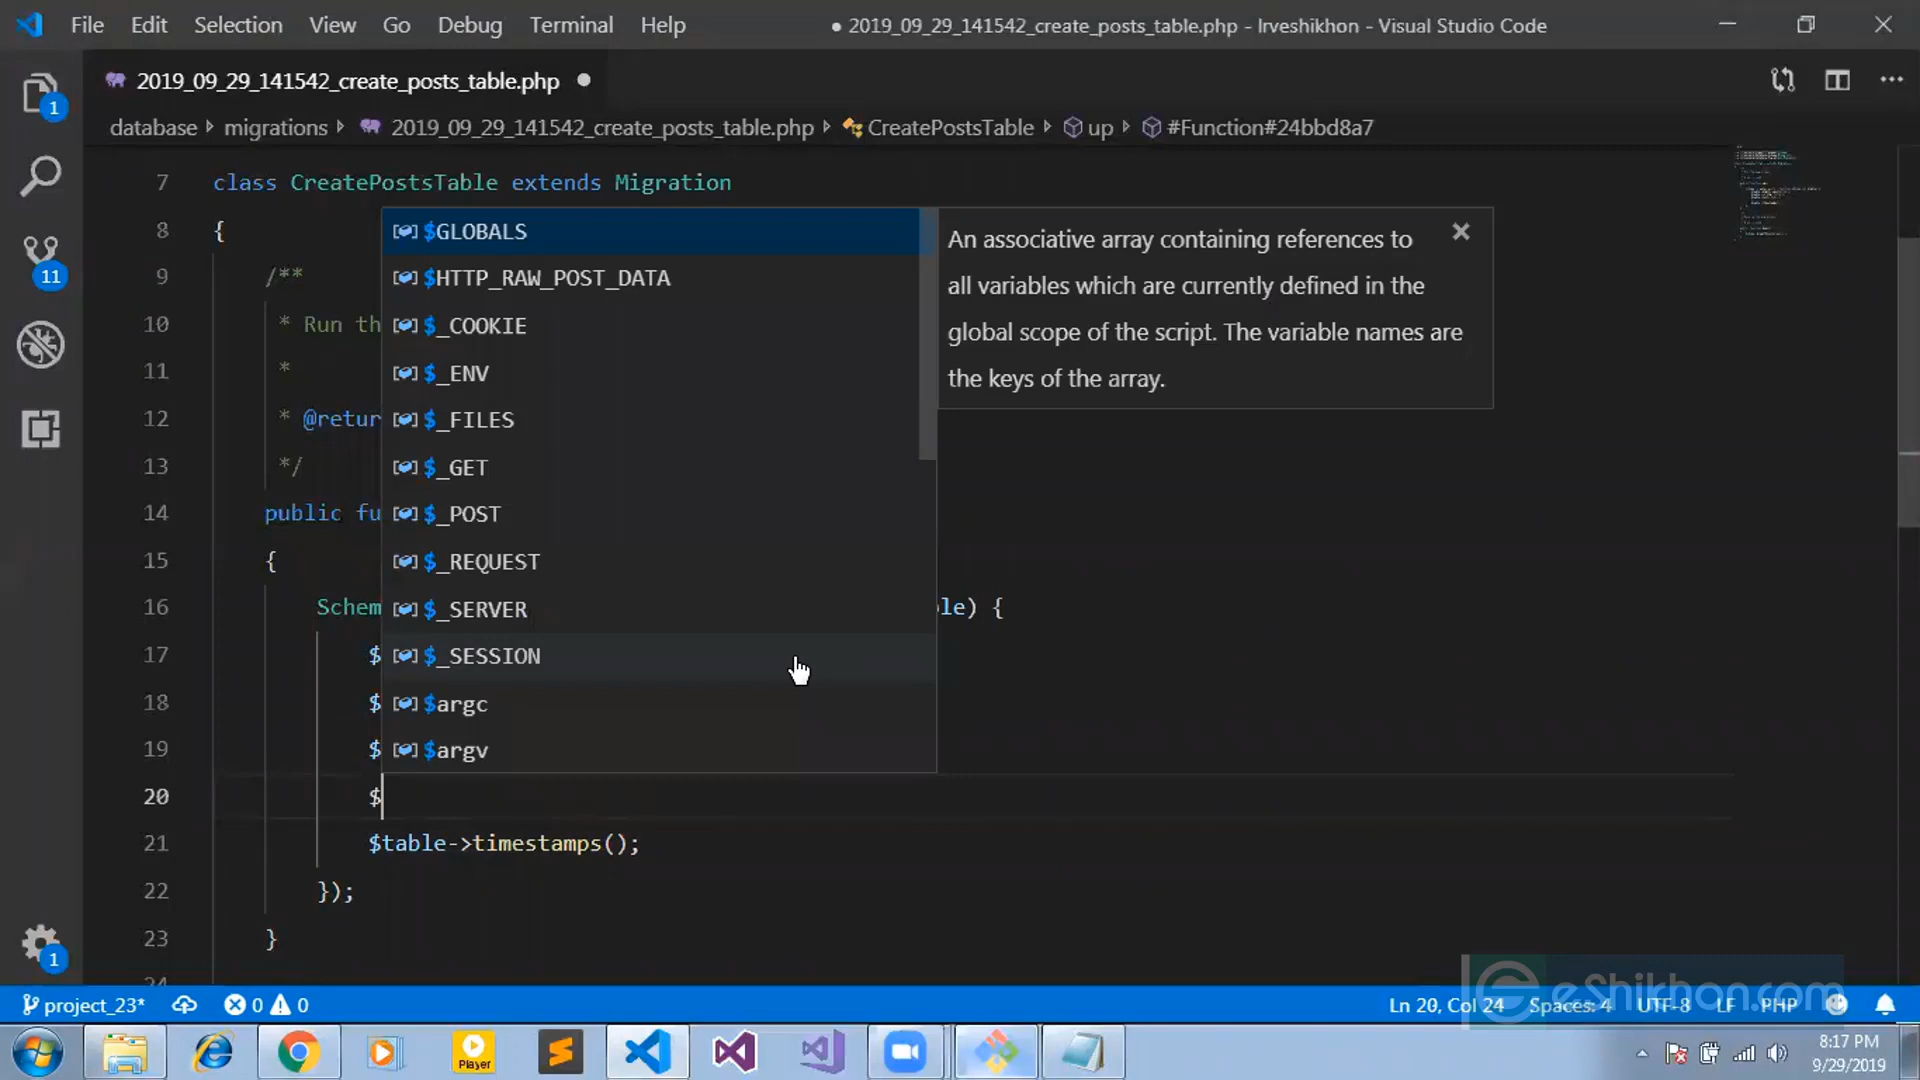 File Edit Selection View Go Debug Terminal Help
● 2019_09_29_141542_create_posts_table.php - lrveshikhon - Visual Studio Code
2019_09_29_141542_create_posts_table.php ●
1
database migrations 2019_09_29_141542_create_posts_table.php CreatePostsTable up #Function#24bbd8a7
7 class CreatePostsTable extends Migration
8 {
9 /**
10 * Run th
11 *
12 * @retur
13 */
14 public fu
15 {
16 Schem le) {
17 $
18 $
19 $
20 $
21 $table->timestamps();
22 });
23 }
24
$GLOBALS
$HTTP_RAW_POST_DATA
$_COOKIE
$_ENV
$_FILES
$_GET
$_POST
$_REQUEST
$_SERVER
$_SESSION
$argc
$argv
An associative array containing references to
all variables which are currently defined in the
global scope of the script. The variable names are
the keys of the array.
11
1
project_23* 0 0 Ln 20, Col 24 Spaces: 4 UTF-8 LF PHP
eShikhon.com
Player
8:17 PM
9/29/2019